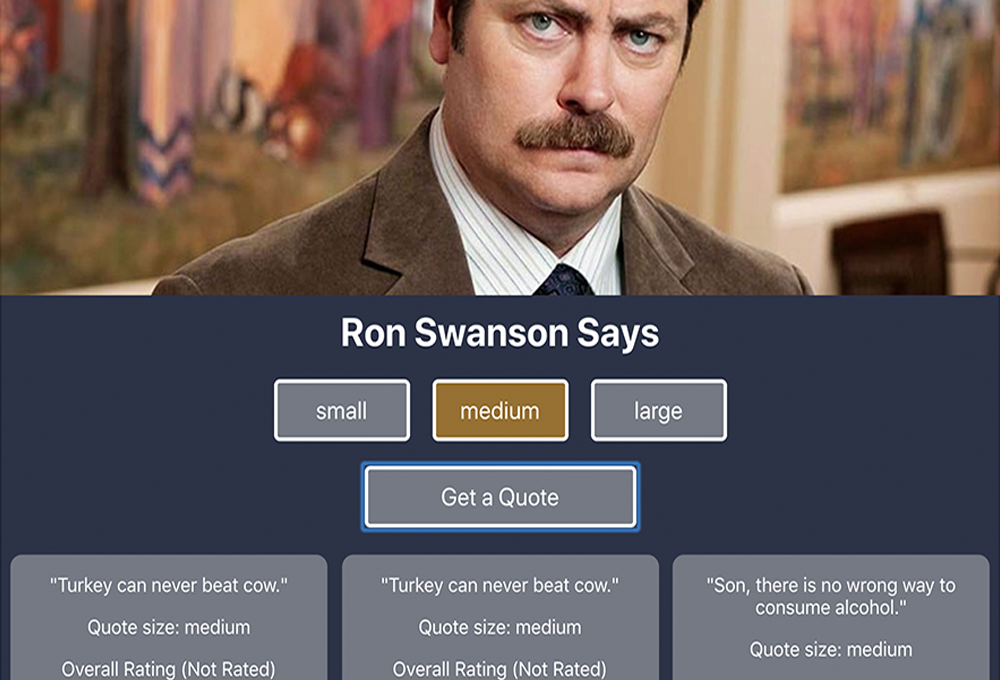 Ron Swanson Says
small
medium
large
Get a Quote
"Turkey can never beat cow."
Quote size: medium
Overall Rating (Not Rated)
"Turkey can never beat cow."
Quote size: medium
Overall Rating (Not Rated)
"Son, there is no wrong way to
consume alcohol."
Quote size: medium